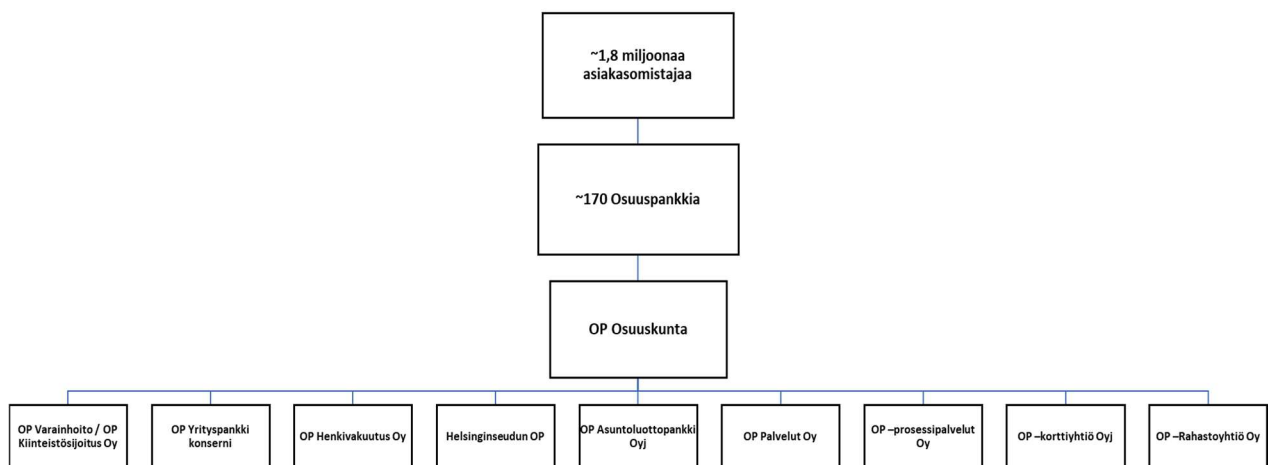 ~1,8 miljoonaa
asiakasomistajaa
~170 Osuuspankkia
OP Osuuskunta
OP Varainhoito / OP
Kiinteistösijoitus Oy
OP Yrityspankki
konserni
OP Henkivakuutus Oy
Helsinginseudun OP
OP Asuntoluottopankki
Oyj
OP Palvelut Oy
OP –prosessipalvelut
Oy
OP –korttiyhtiö Oyj
OP –Rahastoyhtiö Oy